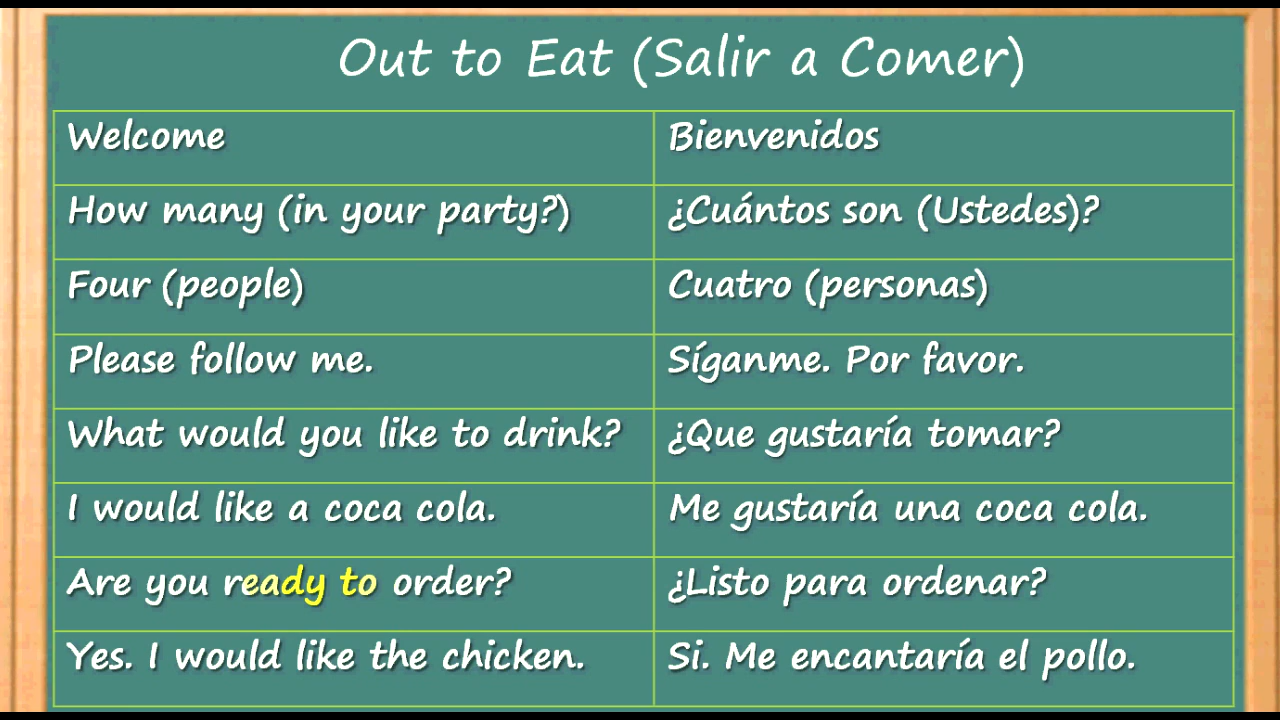 Out to Eat (Salir a Comer)
Welcome
Bienvenidos
How many (in your party?)
¿Cuántos son (Ustedes)?
Four (people)
Cuatro (personas)
Please follow me.
Síganme. Por favor.
What would you like to drink?
¿Que gustaría tomar?
I would like a coca cola.
Me gustaría una coca cola.
Are you ready to order?
¿Listo para ordenar?
Yes. I would like the chicken.
Si. Me encantaría el pollo.